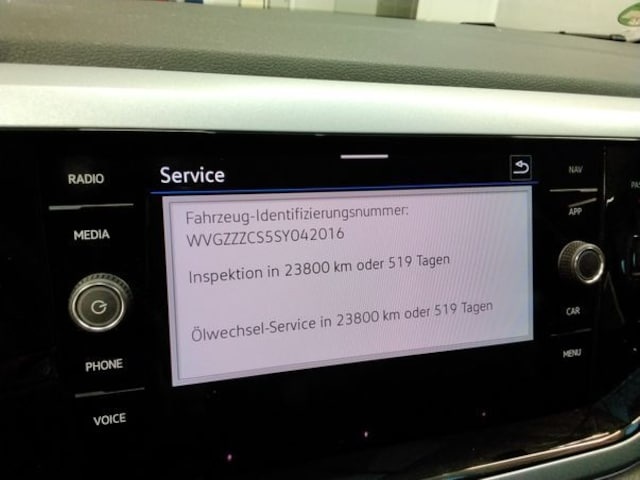 RADIO
MEDIA
PHONE
VOICE
Service
Fahrzeug-Identifizierungsnummer:
WVGZZZCS5SY042016
Inspektion in 23800 km oder 519 Tagen
Ölwechsel-Service in 23800 km oder 519 Tagen
NAV
APP
CAR
MENU